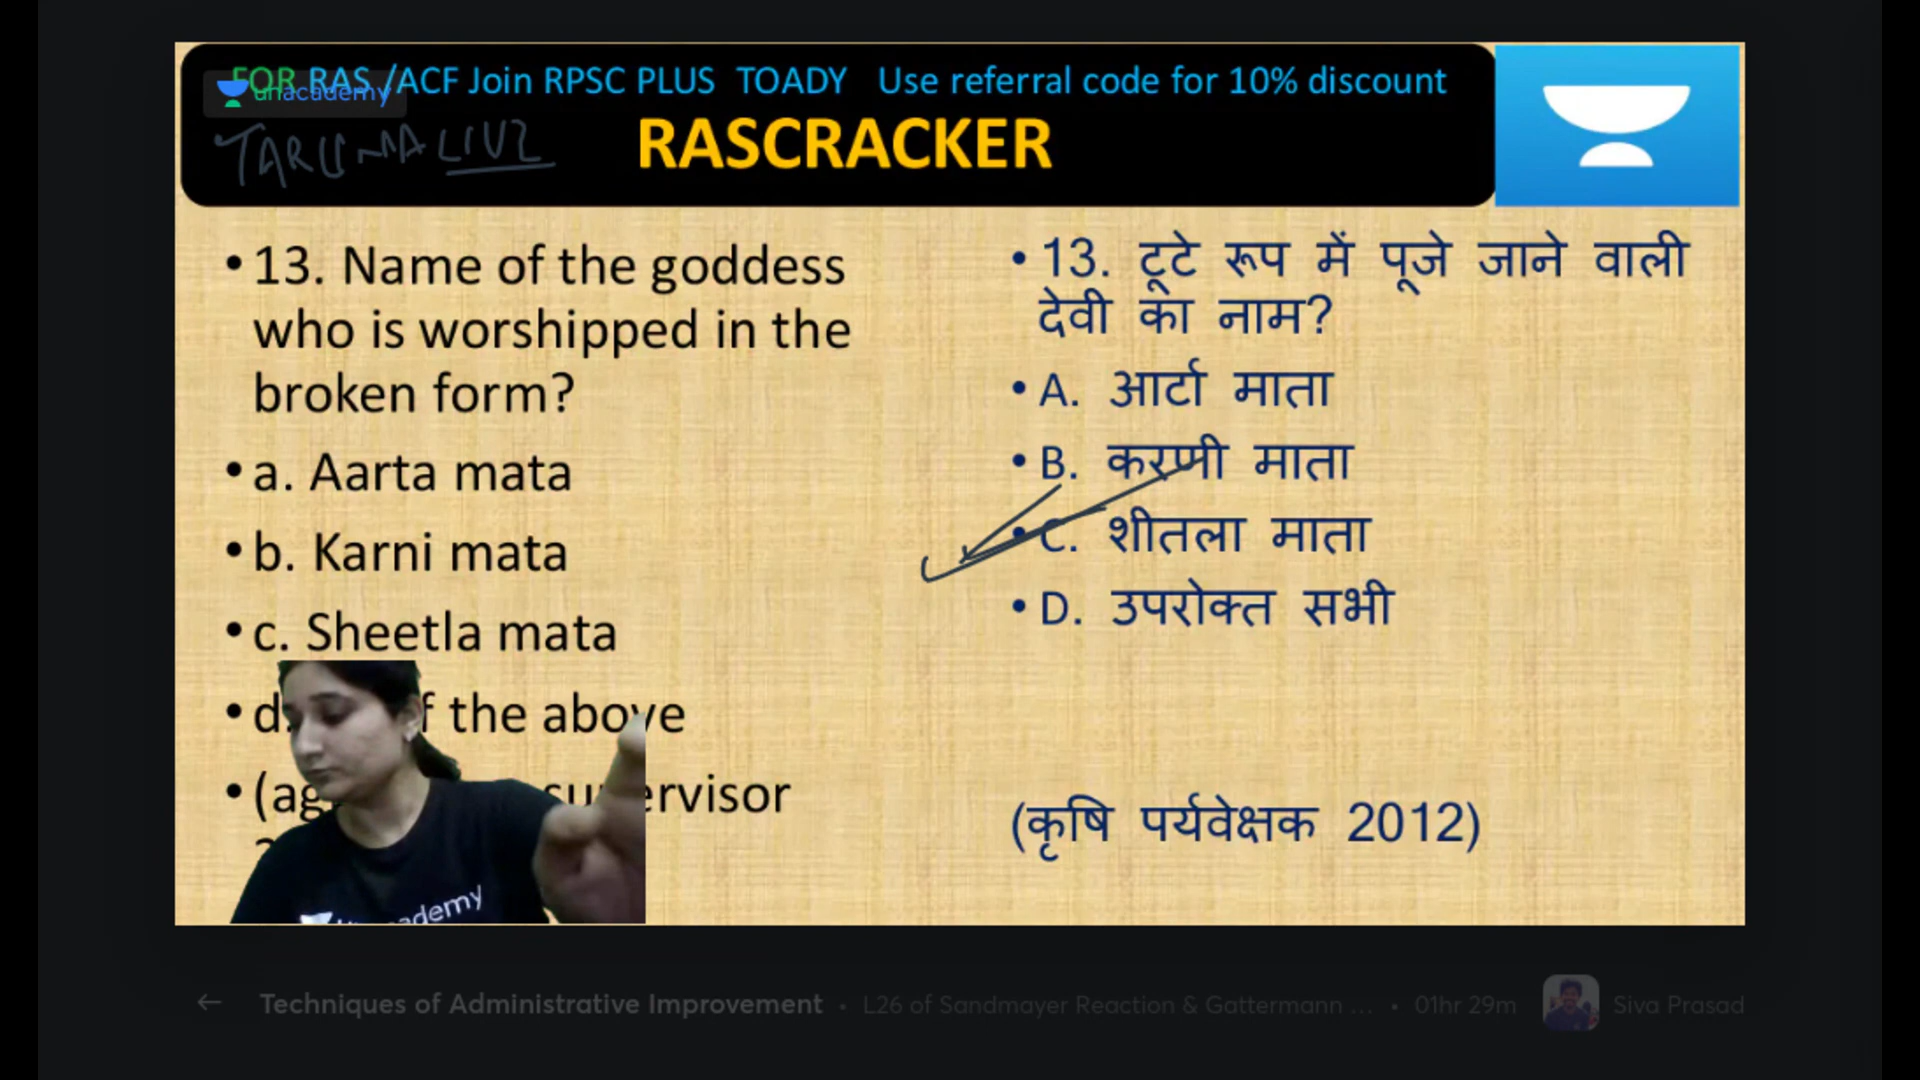 FOR RAS /ACF Join RPSC PLUS TOADY Use referral code for 10% discount
unacademy
RASCRACKER
• 13. Name of the goddess
who is worshipped in the
broken form?
• a. Aarta mata
• b. Karni mata
• c. Sheetla mata
• d. the above
• (ag
• 13. टूटे रूप में पूजे जाने वाली
देवी का नाम?
• A. आर्टा माता
• B. करणी माता
• C. शीतला माता
• D. उपरोक्त सभी
(कृषि पर्यवेक्षक 2012)
← Techniques of Administrative Improvement • L26 of Sandmayer Reaction & Gattermann ... • 01hr 29m Siva Prasad